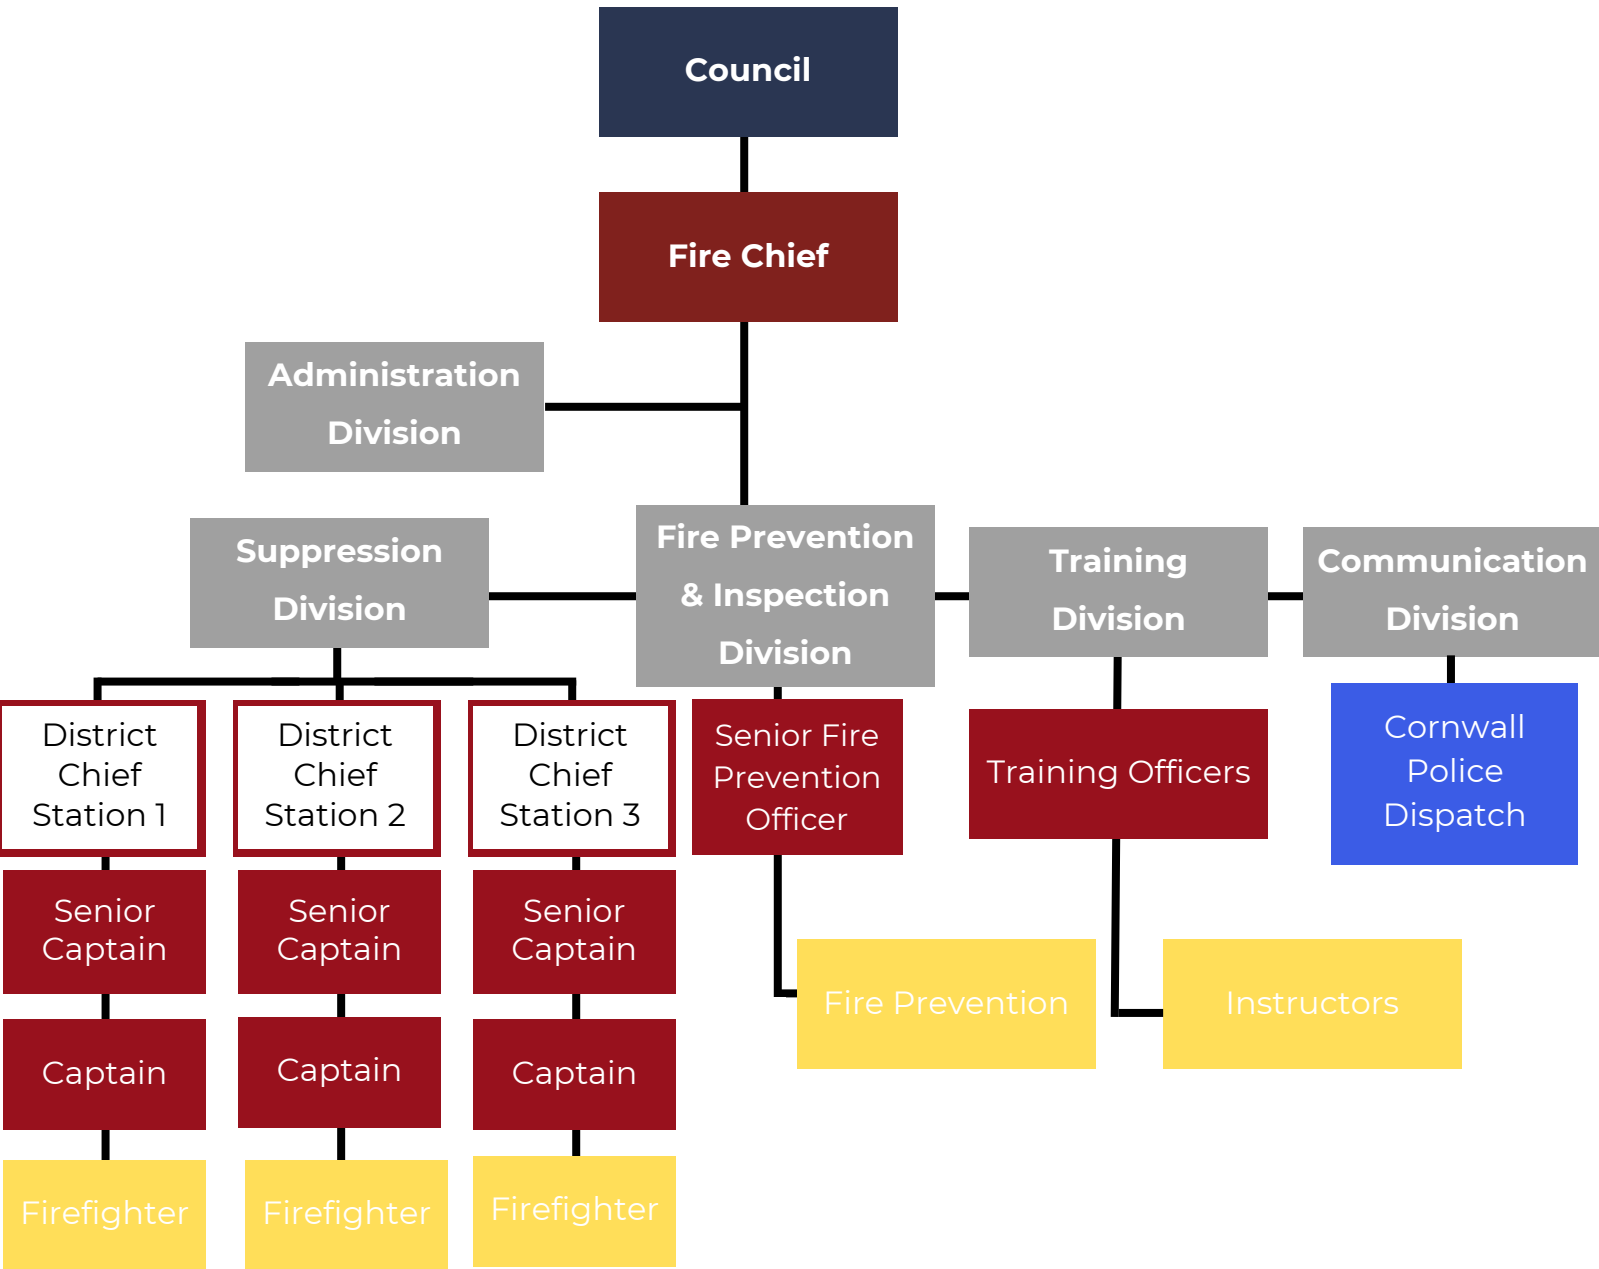 Council
Fire Chief
Administration
Division
Suppression
Division
Fire Prevention
& Inspection
Division
Training
Division
Communication
Division
District
Chief
Station 1
District
Chief
Station 2
District
Chief
Station 3
Senior Fire
Prevention
Officer
Training Officers
Cornwall
Police
Dispatch
Senior
Captain
Senior
Captain
Senior
Captain
Fire Prevention
Instructors
Captain
Captain
Captain
Firefighter
Firefighter
Firefighter